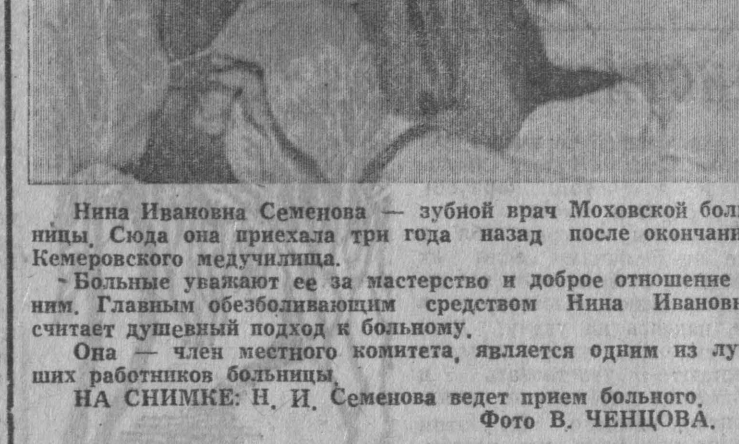 Нина Ивановна Семенова — зубной врач Моховской боль
ницы. Сюда она приехала три года назад после окончани
Кемеровского медучилища.
Больные уважают ее за мастерство и доброе отношение
ним. Главным обезболивающим средством Нина Ивановн
считает душевный подход к больному.
Она — член местного комитета, является одним из лу
ших работников больницы.
НА СНИМКЕ: Н. И. Семенова ведет прием больного.
Фото В. ЧЕНЦОВА.